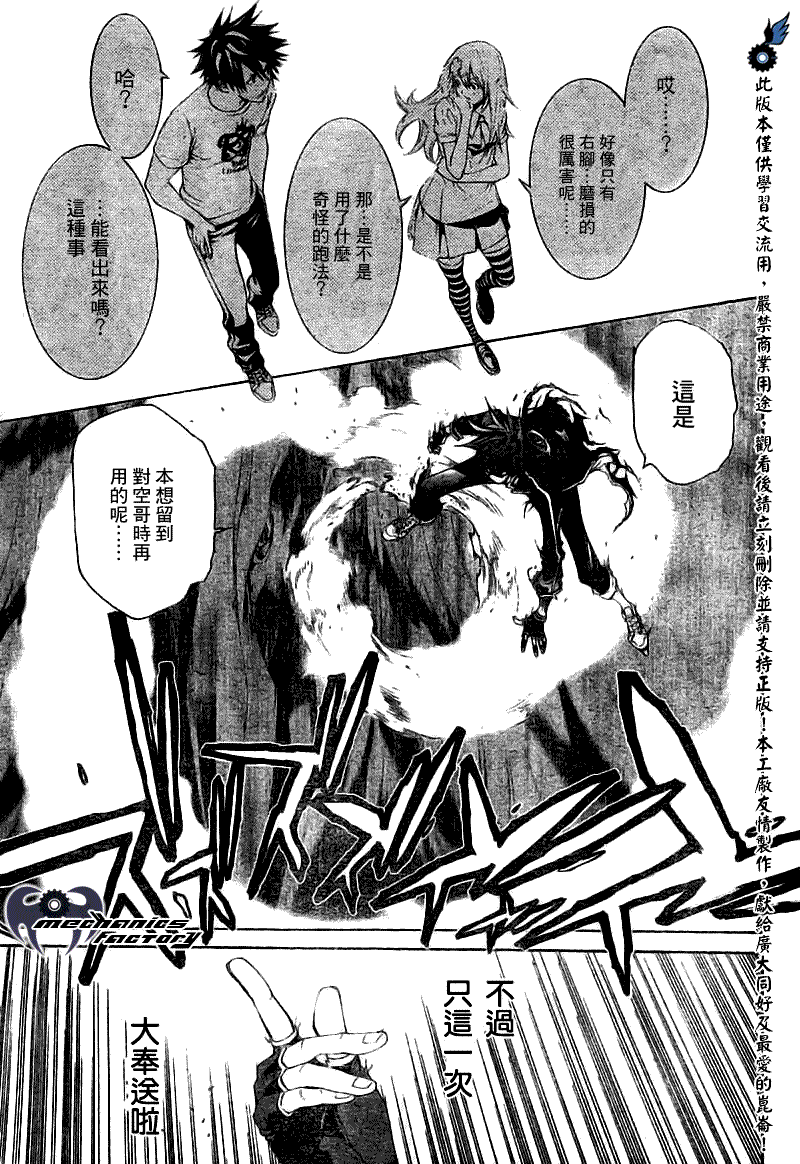 哎………？
好像只有
右腳…磨損的
很厲害呢……
那…是不是
用了什麼
奇怪的跑法？
哈？
…能看出來嗎？
這種事
這是
本想留到
對空哥時再
用的呢……
不過
只這一次
大奉送啦
mechanics
factory
此版本僅供學習交流用，嚴禁商業用途，觀看後請立刻刪除並請支持正版！本工廠友情製作，獻給廣大同好及最愛的崑崙！